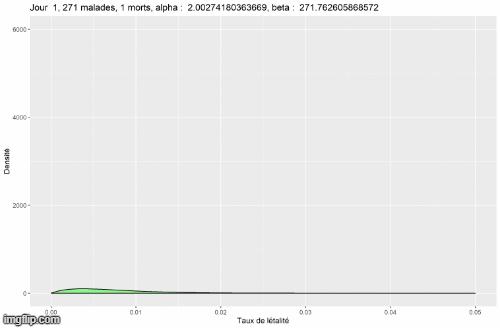 Jour 1, 271 malades, 1 morts, alpha : 2.00274180363669, beta : 271.762605868572
6000
4000
2000
0
Densité
0.00 0.01 0.02 0.03 0.04 0.05
Taux de létalité
imgflip.com